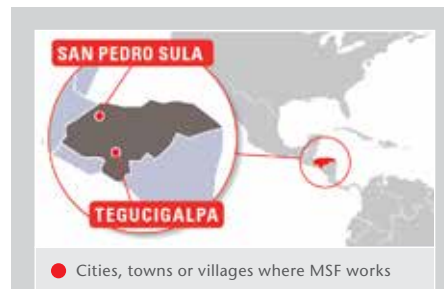 SAN PEDRO SULA
TEGUCIGALPA
Cities, towns or villages where MSF works